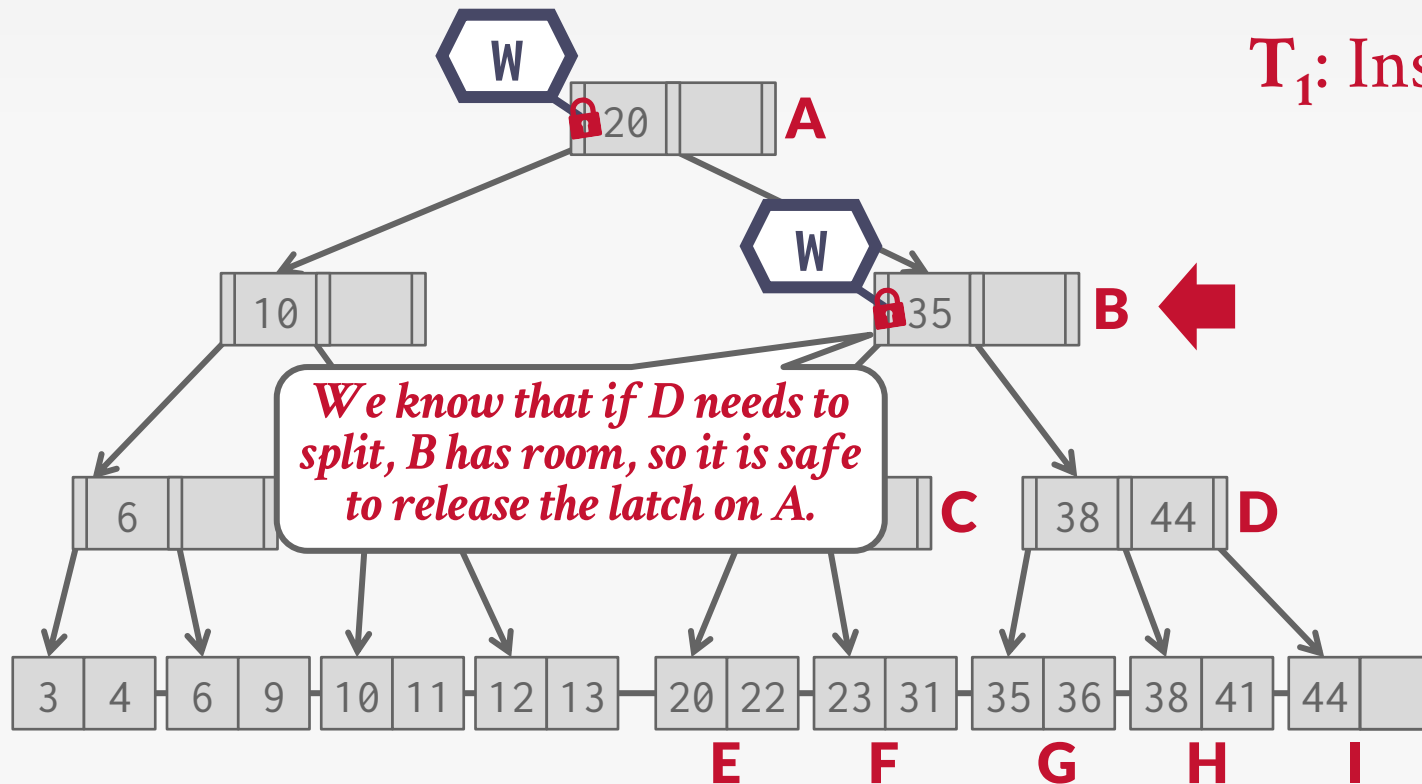 W
T1: Ins
20 A
W
10
35 B
We know that if D needs to
split, B has room, so it is safe
to release the latch on A.
6
C
38 44 D
3 4 6 9 10 11 12 13 20 22 23 31 35 36 38 41 44
E F G H I